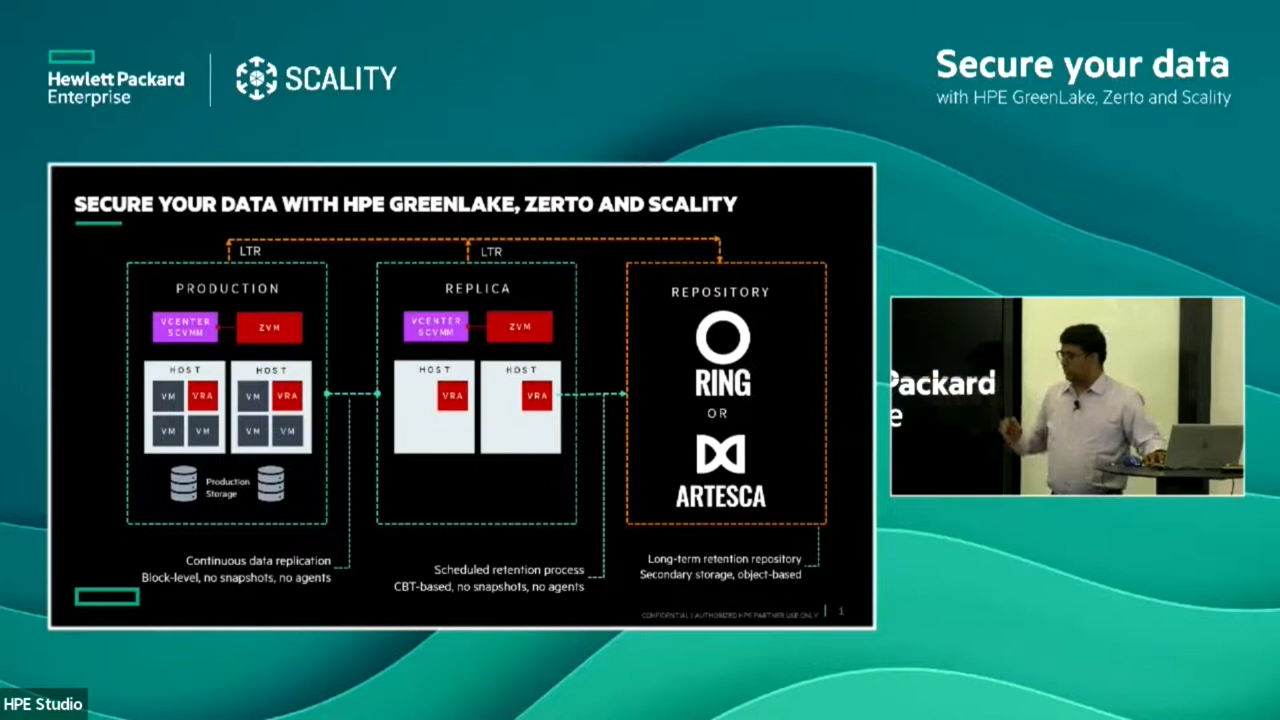 Hewlett Packard
Enterprise
SCALITY
Secure your data
with HPE GreenLake, Zerto and Scality
SECURE YOUR DATA WITH HPE GREENLAKE, ZERTO AND SCALITY
LTR
LTR
PRODUCTION
VCENTER
SCVMM
ZVM
HOST
VM
VRA
VM
VM
HOST
VM
VRA
VM
VM
Production
Storage
REPLICA
VCENTER
SCVMM
ZVM
HOST
VRA
HOST
VRA
REPOSITORY
RING
OR
ARTESCA
Continuous data replication
Block-level, no snapshots, no agents
Scheduled retention process
CBT-based, no snapshots, no agents
Long-term retention repository
Secondary storage, object-based
CONFIDENTIAL | AUTHORIZED HPE PARTNER USE ONLY
1
Packard
e
HPE Studio